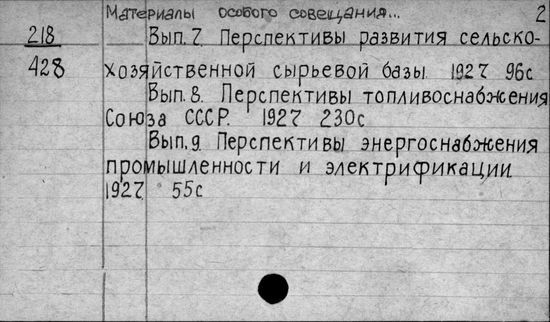 Материалы особого совещания... 2
218 Вып. 7. Перспективы развития сельско-
428 хозяйственной сырьевой базы 1927 96с
Вып. 8. Перспективы топливоснабжения
Союза СССР. 1927 230с
Вып. 9. Перспективы энергоснабжения
промышленности и электрификации
1927 55с